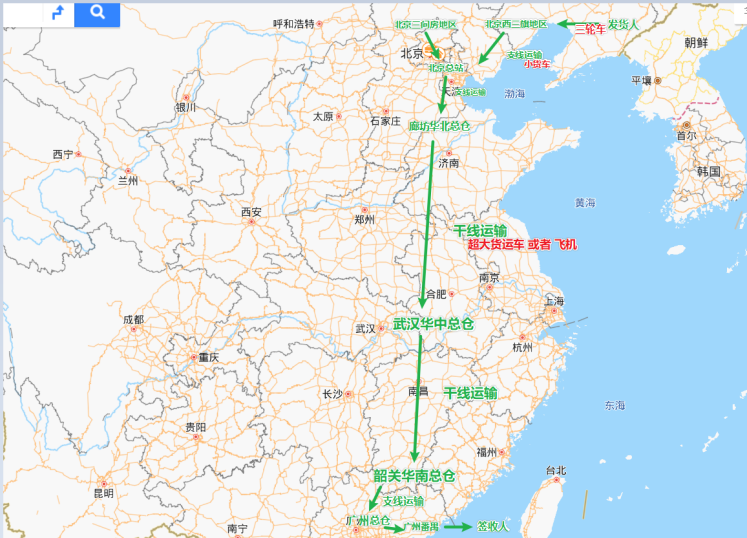 呼和浩特
北京三间房地区
北京西三旗地区
发货人
三轮车
北京
支线运输
小货车
朝鲜
北京总站
天津
支线运输
渤海
平壤
银川
太原
石家庄
廊坊华北总仓
首尔
西宁
济南
兰州
韩国
西安
郑州
黄海
干线运输
超大货运车 或者 飞机
南京
合肥
上海
成都
武汉
武汉华中总仓
杭州
重庆
长沙
南昌
干线运输
东海
贵阳
福州
台北
韶关华南总仓
昆明
支线运输
广州总仓
南宁
广州番禺
签收人